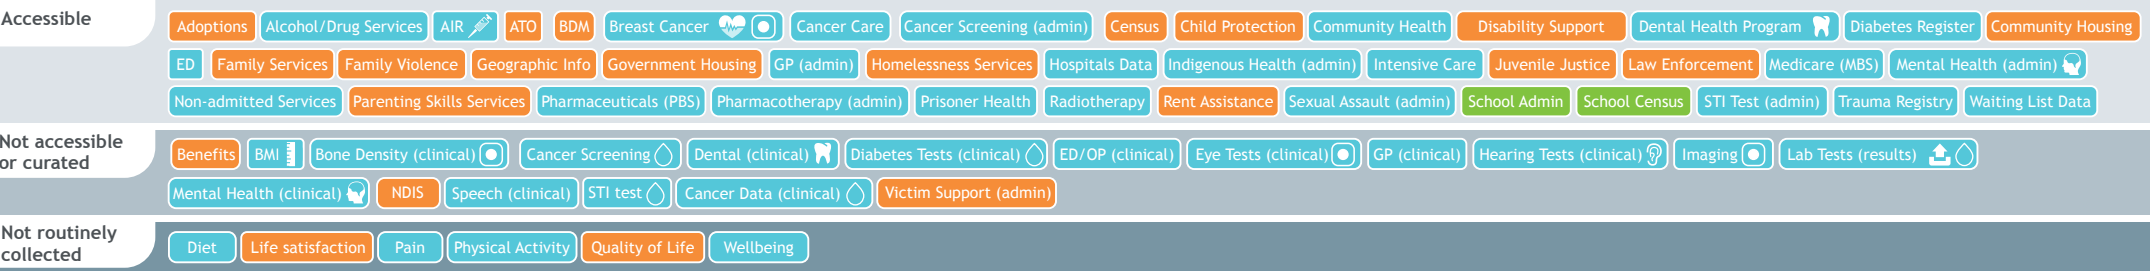 Accessible
Adoptions Alcohol/Drug Services AIR ATO BDM Breast Cancer Cancer Care Cancer Screening (admin) Census Child Protection Community Health Disability Support Dental Health Program Diabetes Register Community Housing
ED Family Services Family Violence Geographic Info Government Housing GP (admin) Homelessness Services Hospitals Data Indigenous Health (admin) Intensive Care Juvenile Justice Law Enforcement Medicare (MBS) Mental Health (admin)
Non-admitted Services Parenting Skills Services Pharmaceuticals (PBS) Pharmacotherapy (admin) Prisoner Health Radiotherapy Rent Assistance Sexual Assault (admin) School Admin School Census STI Test (admin) Trauma Registry Waiting List Data
Not accessible
or curated
Benefits BMI Bone Density (clinical) Cancer Screening Dental (clinical) Diabetes Tests (clinical) ED/OP (clinical) Eye Tests (clinical) GP (clinical) Hearing Tests (clinical) Imaging Lab Tests (results)
Mental Health (clinical) NDIS Speech (clinical) STI test Cancer Data (clinical) Victim Support (admin)
Not routinely
collected
Diet Life satisfaction Pain Physical Activity Quality of Life Wellbeing